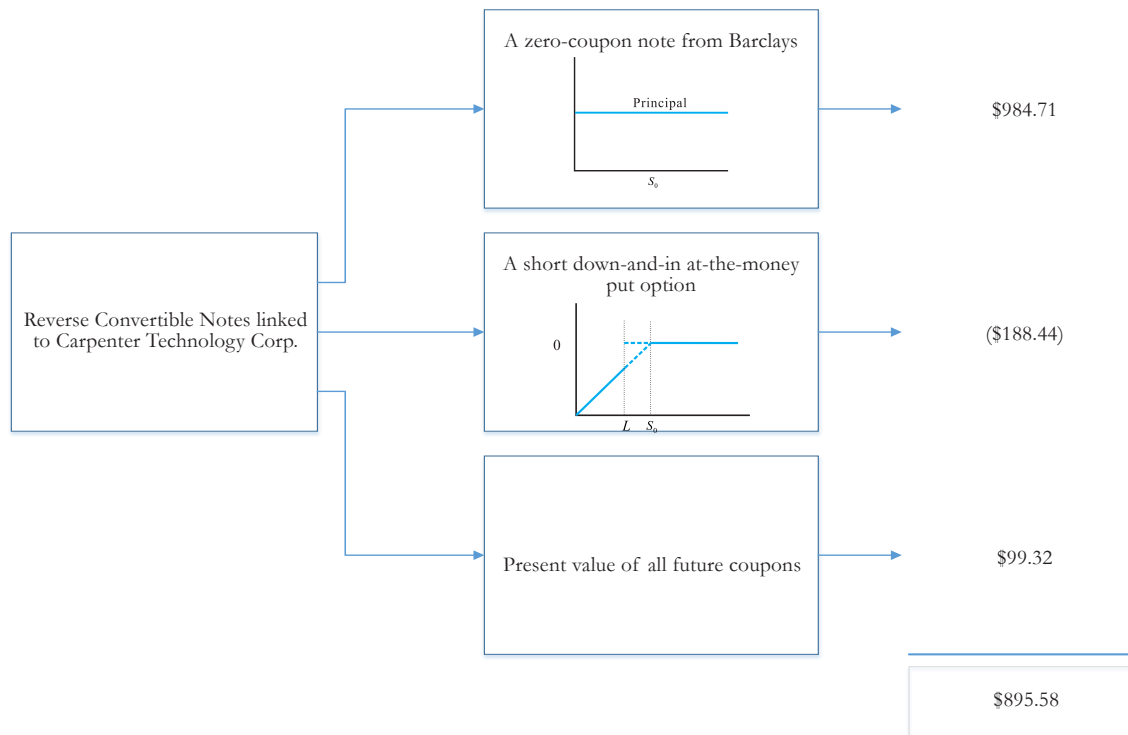 A zero-coupon note from Barclays
Principal
S₀
$984.71
Reverse Convertible Notes linked
to Carpenter Technology Corp.
A short down-and-in at-the-money
put option
0
L S₀
($188.44)
Present value of all future coupons
$99.32
$895.58